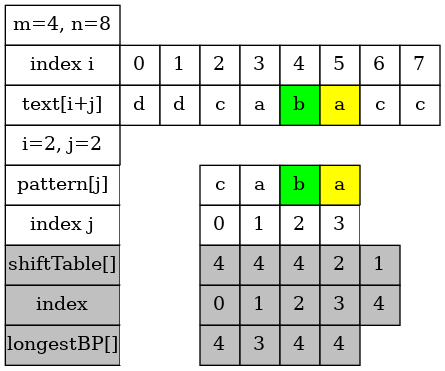 m=4, n=8
index i 0 1 2 3 4 5 6 7
text[i+j] d d c a b a c c
i=2, j=2
pattern[j] c a b a
index j 0 1 2 3
shiftTable[] 4 4 4 2 1
index 0 1 2 3 4
longestBP[] 4 3 4 4